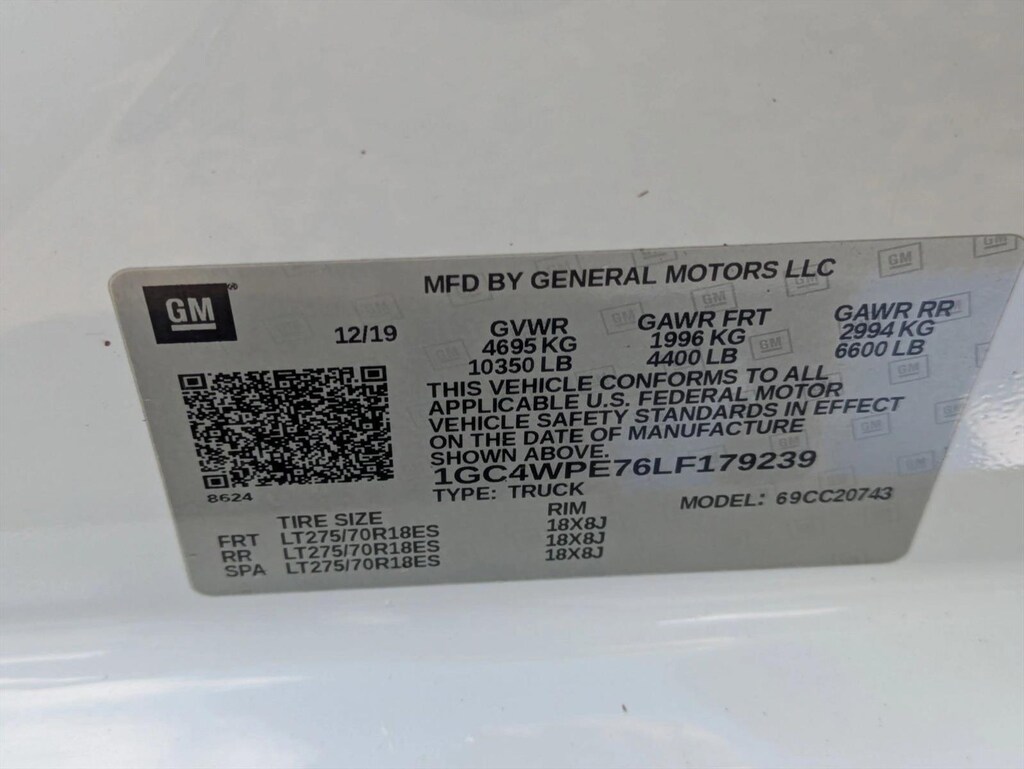 GM
MFD BY GENERAL MOTORS LLC
12/19
GVWR
4695 KG
10350 LB
GAWR FRT
1996 KG
4400 LB
GAWR RR
2994 KG
6600 LB
THIS VEHICLE CONFORMS TO ALL
APPLICABLE U.S. FEDERAL MOTOR
VEHICLE SAFETY STANDARDS IN EFFECT
ON THE DATE OF MANUFACTURE
SHOWN ABOVE.
1GC4WPE76LF179239
TYPE: TRUCK
MODEL: 69CC20743
8624
TIRE SIZE RIM
FRT LT275/70R18ES 18X8J
RR LT275/70R18ES 18X8J
SPA LT275/70R18ES 18X8J